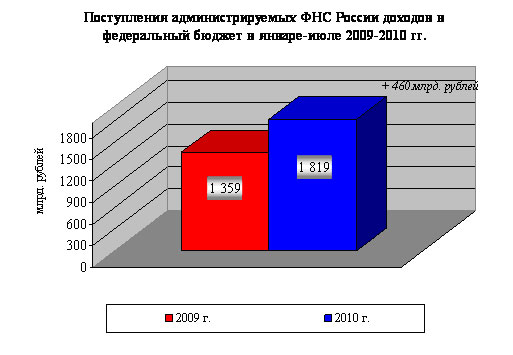 Поступления администрируемых ФНС России доходов в
федеральный бюджет в январе-июле 2009-2010 гг.
+ 460 млрд. рублей
млрд. рублей
1800
1500
1200
900
600
300
0
1 359
1 819
2009 г.
2010 г.